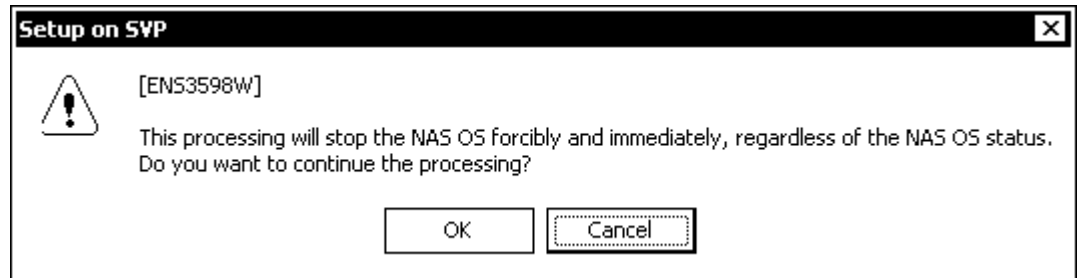 Setup on SVP
[ENS3598W]
This processing will stop the NAS OS forcibly and immediately, regardless of the NAS OS status.
Do you want to continue the processing?
OK
Cancel